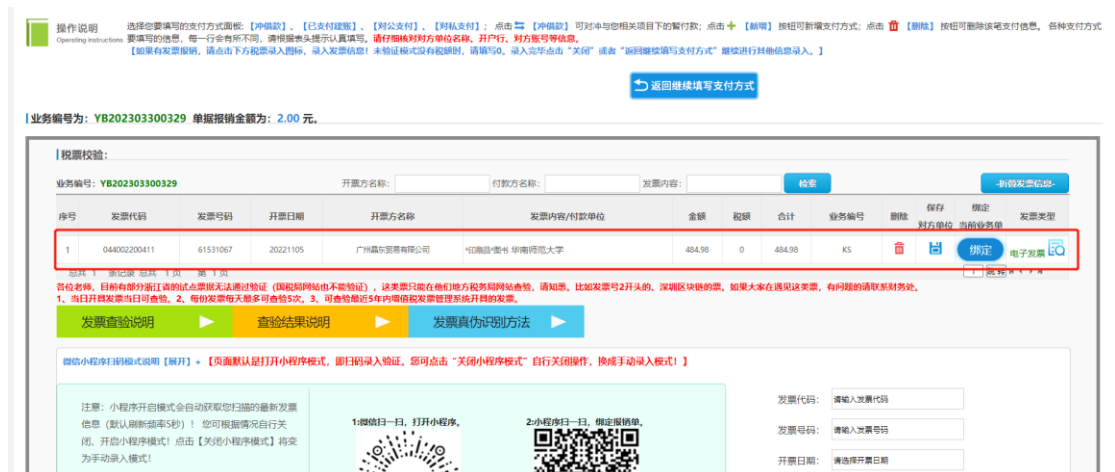 操作说明
Operating instructions
选择您要填写的支付方式面板:【冲借款】、【已支付建账】、【对公支付】、【对私支付】; 点击 【冲借款】可对冲与您相关项目下的暂付款; 点击 【新增】按钮可新增支付方式; 点击 【删除】按钮可删除该笔支付信息。 各种支付方式
要填写的信息, 每一行会有所不同, 请根据表头提示认真填写。请仔细核对对方单位名称、开户行、对方账号等信息。
【如果有发票报销, 请点击下方税票录入图标, 录入发票信息! 未验证模式没有税额时, 请填写0。录入完毕点击 "关闭" 或者 "返回继续填写支付方式" 继续进行其他信息录入。】
返回继续填写支付方式
业务编号为: YB202303300329 单据报销金额为: 2.00 元。
税票校验:
业务编号: YB202303300329 开票方名称: 付款方名称: 发票内容: 检索 -折叠发票信息-
序号 发票代码 发票号码 开票日期 开票方名称 发票内容/付款单位 金额 税额 合计 业务编号 删除 保存对方单位 绑定当前业务单 发票类型
1 044002200411 61531067 20221105 广州晶东贸易有限公司 *印刷品*图书 华南师范大学 484.98 0 484.98 KS 绑定 电子发票
总共 1 条记录 总共 1 页 第 1 页 1 跳转
各位老师, 目前有部分浙江省的试点票据无法通过验证 (国税局网站也不能验证) , 这类票只能在他们地方税务局网站查验, 请知悉。比如发票号2开头的、深圳区块链的票。如果大家在遇见这类票, 有问题的请联系财务处。
1、当日开具发票当日可查验。2、每份发票每天最多可查验5次。3、可查验最近5年内增值税发票管理系统开具的发票。
发票查验说明 查验结果说明 发票真伪识别方法
微信小程序扫码模式说明【展开】+ 【页面默认是打开小程序模式, 即扫码录入验证。您可点击 "关闭小程序模式" 自行关闭操作, 换成手动录入模式! 】
注意: 小程序开启模式会自动获取您扫描的最新发票
信息 (默认刷新频率5秒) ! 您可根据情况自行关
闭、开启小程序模式! 点击【关闭小程序模式】将变
为手动录入模式!
1:微信扫一扫, 打开小程序。
2:小程序扫一扫, 绑定报销单。
发票代码: 请输入发票代码
发票号码: 请输入发票号码
开票日期: 请选择开票日期